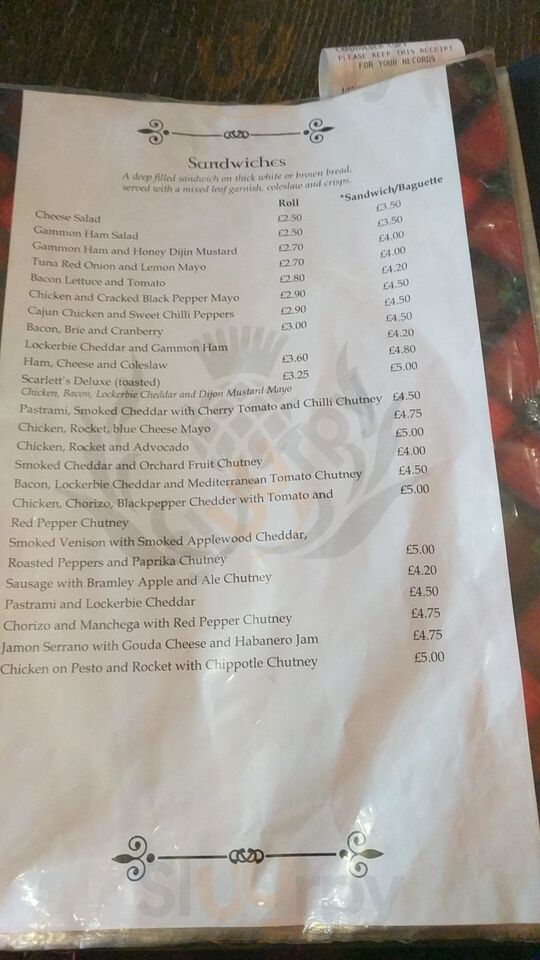 CARDHOLDER COPY
PLEASE KEEP THIS RECEIPT
FOR YOUR RECORDS
Sandwiches
A deep filled sandwich on thick white or brown bread,
served with a mixed leaf garnish, coleslaw and crisps.
Roll *Sandwich/Baguette
Cheese Salad £2.50 £3.50
Gammon Ham Salad £2.50 £3.50
Gammon Ham and Honey Dijin Mustard £2.70 £4.00
Tuna Red Onion and Lemon Mayo £2.70 £4.00
Bacon Lettuce and Tomato £2.80 £4.20
Chicken and Cracked Black Pepper Mayo £2.90 £4.50
Cajun Chicken and Sweet Chilli Peppers £2.90 £4.50
Bacon, Brie and Cranberry £3.00 £4.50
Lockerbie Cheddar and Gammon Ham £4.20
Ham, Cheese and Coleslaw £3.60 £4.80
Scarlett's Deluxe (toasted) £3.25 £5.00
Chicken, Bacon, Lockerbie Cheddar and Dijon Mustard Mayo
Pastrami, Smoked Cheddar with Cherry Tomato and Chilli Chutney £4.50
Chicken, Rocket, blue Cheese Mayo £4.75
Chicken, Rocket and Advocado £5.00
Smoked Cheddar and Orchard Fruit Chutney £4.00
Bacon, Lockerbie Cheddar and Mediterranean Tomato Chutney £4.50
Chicken, Chorizo, Blackpepper Chedder with Tomato and £5.00
Red Pepper Chutney
Smoked Venison with Smoked Applewood Cheddar,
Roasted Peppers and Paprika Chutney £5.00
Sausage with Bramley Apple and Ale Chutney £4.20
Pastrami and Lockerbie Cheddar £4.50
Chorizo and Manchega with Red Pepper Chutney £4.75
Jamon Serrano with Gouda Cheese and Habanero Jam £4.75
Chicken on Pesto and Rocket with Chippotle Chutney £5.00
Sluurpy